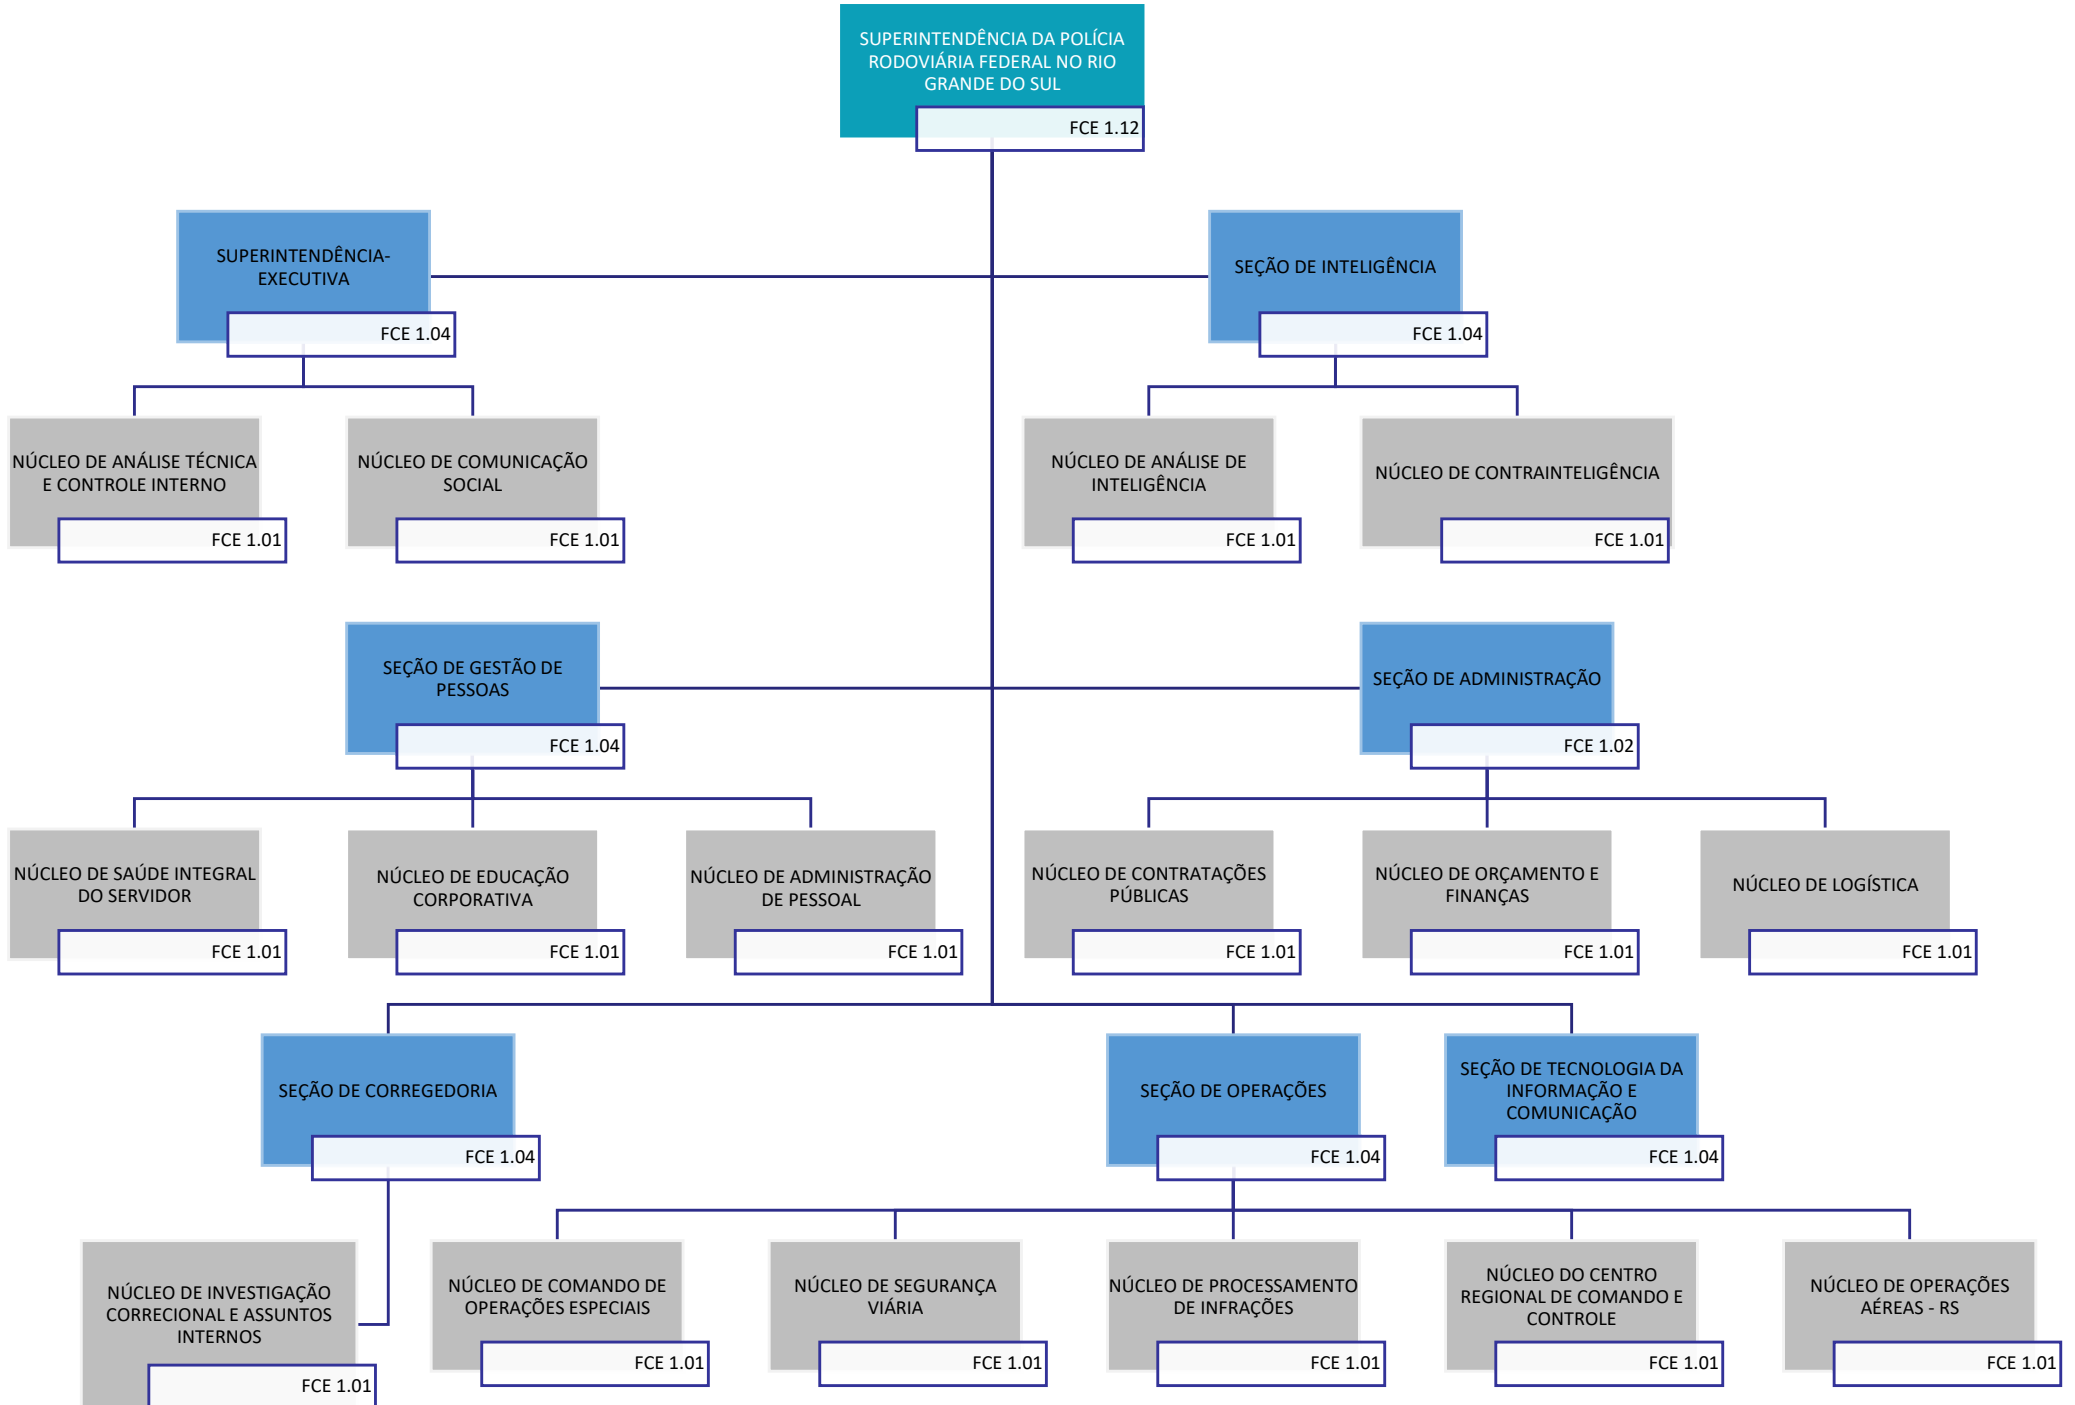 SUPERINTENDÊNCIA DA POLÍCIA
RODOVIÁRIA FEDERAL NO RIO
GRANDE DO SUL
FCE 1.12
SUPERINTENDÊNCIA-
EXECUTIVA
FCE 1.04
SEÇÃO DE INTELIGÊNCIA
FCE 1.04
NÚCLEO DE ANÁLISE TÉCNICA
E CONTROLE INTERNO
FCE 1.01
NÚCLEO DE COMUNICAÇÃO
SOCIAL
FCE 1.01
NÚCLEO DE ANÁLISE DE
INTELIGÊNCIA
FCE 1.01
NÚCLEO DE CONTRAINTELIGÊNCIA
FCE 1.01
SEÇÃO DE GESTÃO DE
PESSOAS
FCE 1.04
SEÇÃO DE ADMINISTRAÇÃO
FCE 1.02
NÚCLEO DE SAÚDE INTEGRAL
DO SERVIDOR
FCE 1.01
NÚCLEO DE EDUCAÇÃO
CORPORATIVA
FCE 1.01
NÚCLEO DE ADMINISTRAÇÃO
DE PESSOAL
FCE 1.01
NÚCLEO DE CONTRATAÇÕES
PÚBLICAS
FCE 1.01
NÚCLEO DE ORÇAMENTO E
FINANÇAS
FCE 1.01
NÚCLEO DE LOGÍSTICA
FCE 1.01
SEÇÃO DE CORREGEDORIA
FCE 1.04
SEÇÃO DE OPERAÇÕES
FCE 1.04
SEÇÃO DE TECNOLOGIA DA
INFORMAÇÃO E
COMUNICAÇÃO
FCE 1.04
NÚCLEO DE INVESTIGAÇÃO
CORRECIONAL E ASSUNTOS
INTERNOS
FCE 1.01
NÚCLEO DE COMANDO DE
OPERAÇÕES ESPECIAIS
FCE 1.01
NÚCLEO DE SEGURANÇA
VIÁRIA
FCE 1.01
NÚCLEO DE PROCESSAMENTO
DE INFRAÇÕES
FCE 1.01
NÚCLEO DO CENTRO
REGIONAL DE COMANDO E
CONTROLE
FCE 1.01
NÚCLEO DE OPERAÇÕES
AÉREAS - RS
FCE 1.01